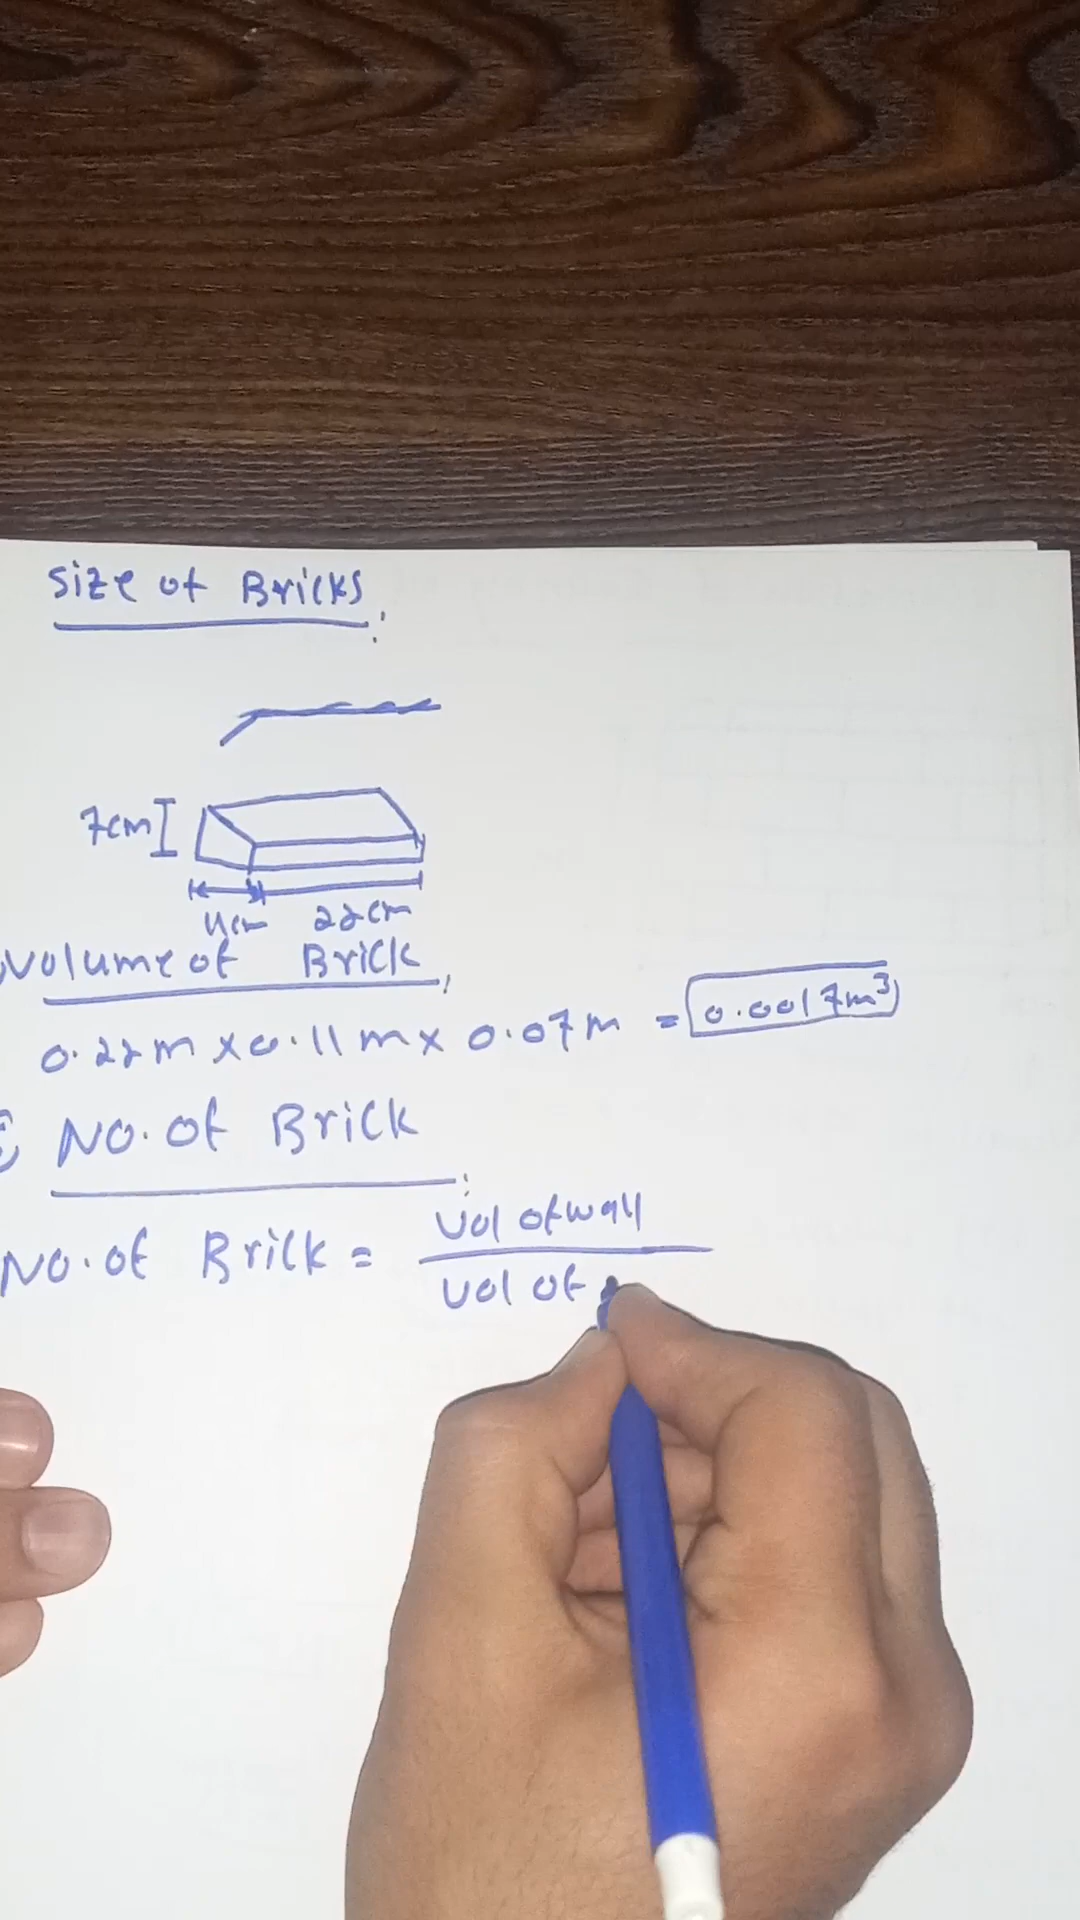 Size of Bricks:
7cm
11cm 22cm
Volume of Brick,
0.22m x 0.11m x 0.07m = 0.0017m³
No. of Brick:
No. of Brick = Vol of wall
Vol of